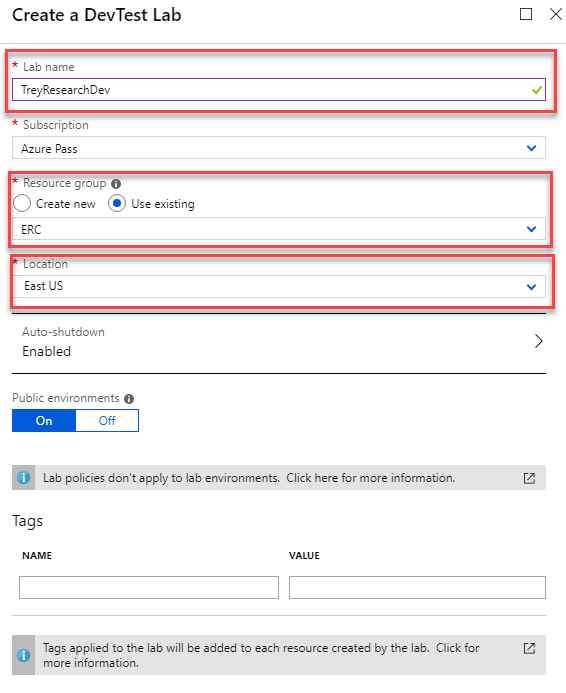 Create a DevTest Lab
* Lab name
TreyResearchDev
* Subscription
Azure Pass
* Resource group
Create new Use existing
ERC
* Location
East US
Auto-shutdown
Enabled
Public environments
On Off
Lab policies don't apply to lab environments. Click here for more information.
Tags
NAME VALUE
Tags applied to the lab will be added to each resource created by the lab. Click for
more information.